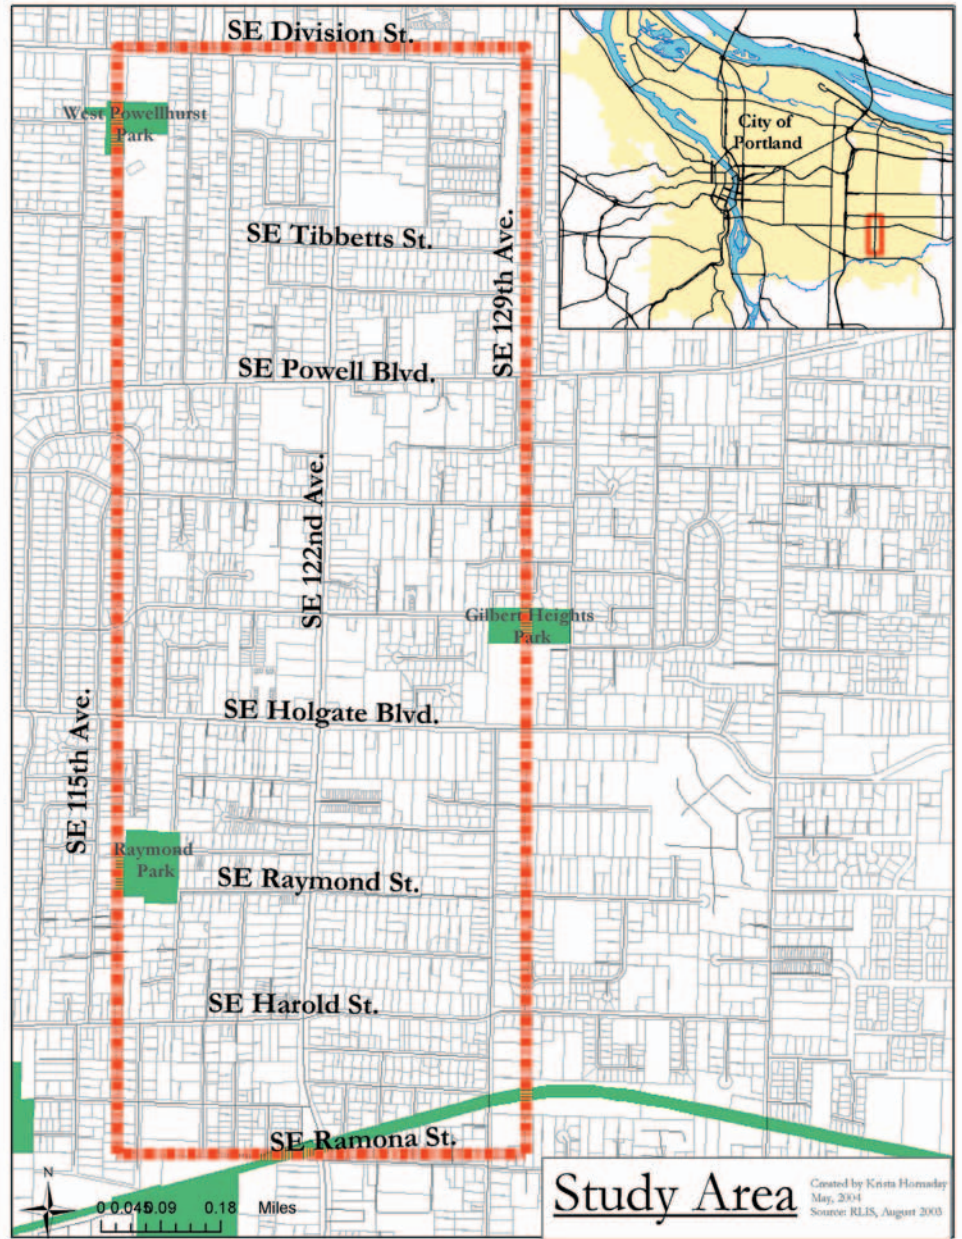 SE Division St.
West Powellhurst
Park
City of
Portland
SE Tibbetts St.
SE 129th Ave.
SE Powell Blvd.
SE 122nd Ave.
Gilbert Heights
Park
SE Holgate Blvd.
SE 115th Ave.
Raymond
Park
SE Raymond St.
SE Harold St.
SE Ramona St.
N
0 0.045 0.09 0.18 Miles
Study Area
Created by Krista Hornaday
May, 2004
Source: RLIS, August 2003